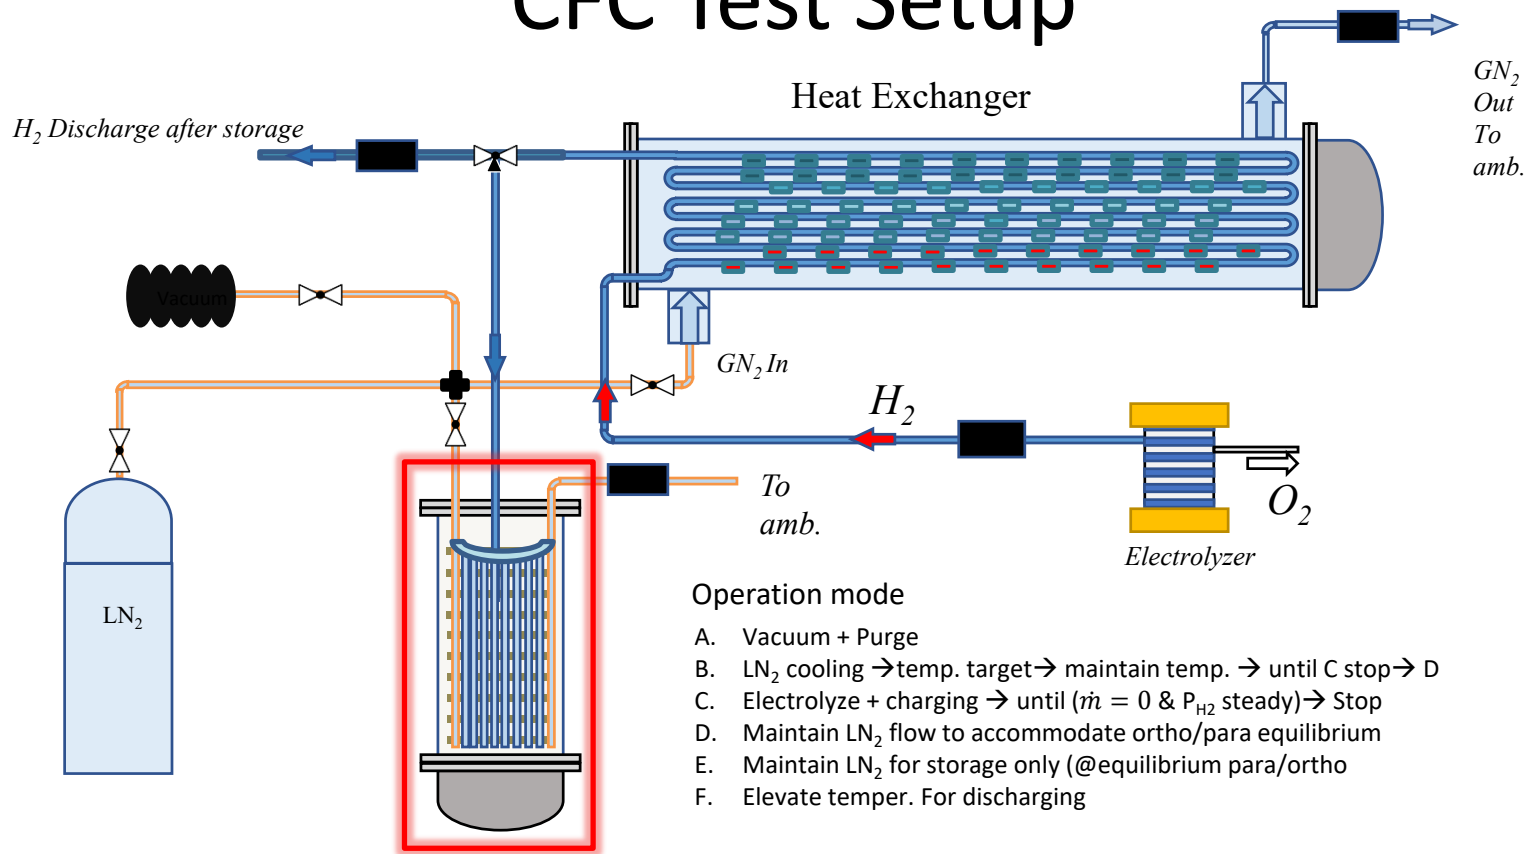 CFC Test Setup
Heat Exchanger
GN2
Out
To
amb.
H2 Discharge after storage
Vacuum
GN2 In
H2
To
amb.
O2
Electrolyzer
LN2
Operation mode
A. Vacuum + Purge
B. LN2 cooling →temp. target→ maintain temp. → until C stop→ D
C. Electrolyze + charging → until (ṁ = 0 & PH2 steady)→ Stop
D. Maintain LN2 flow to accommodate ortho/para equilibrium
E. Maintain LN2 for storage only (@equilibrium para/ortho
F. Elevate temper. For discharging